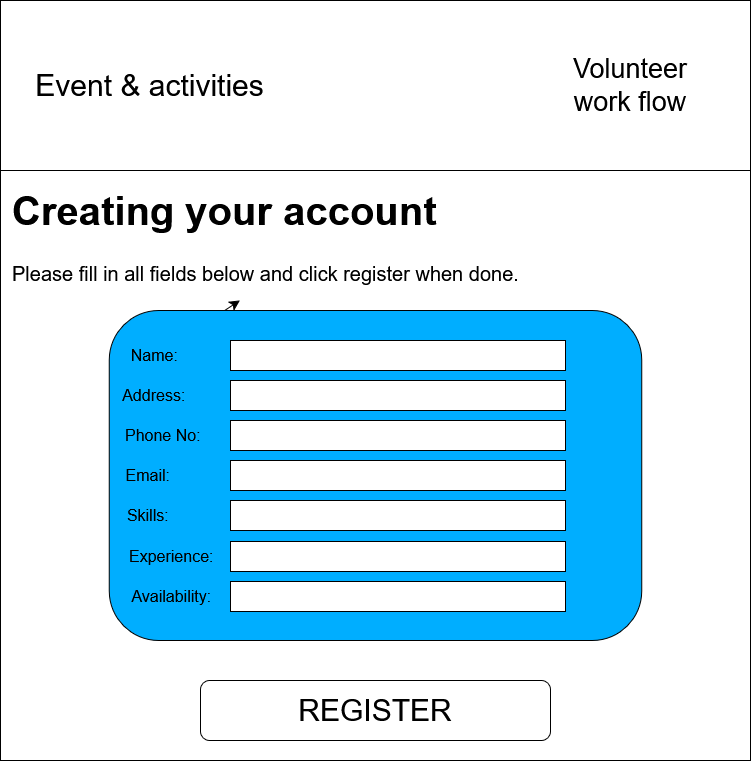 Event & activities
Volunteer
work flow
Creating your account
Please fill in all fields below and click register when done.
Name:
Address:
Phone No:
Email:
Skills:
Experience:
Availability:
REGISTER